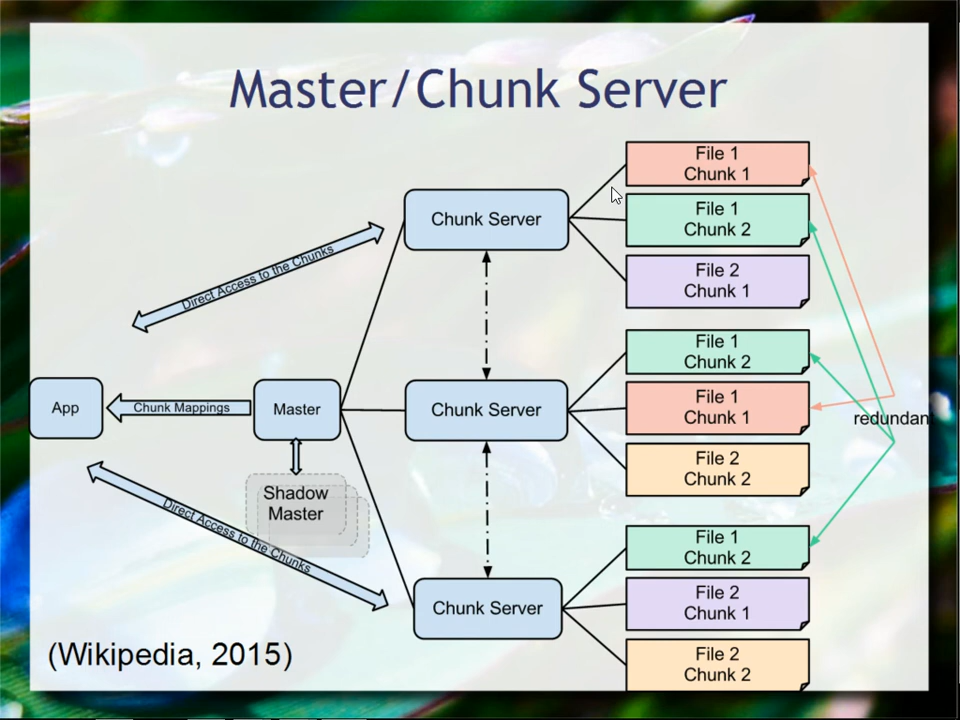 Master/Chunk Server
File 1
Chunk 1
Chunk Server
File 1
Chunk 2
File 2
Chunk 1
Direct Access to the Chunks
File 1
Chunk 2
App
Chunk Mappings
Master
Chunk Server
File 1
Chunk 1
redundan
File 2
Chunk 2
Shadow
Master
Direct Access to the Chunks
File 1
Chunk 2
Chunk Server
File 2
Chunk 1
File 2
Chunk 2
(Wikipedia, 2015)